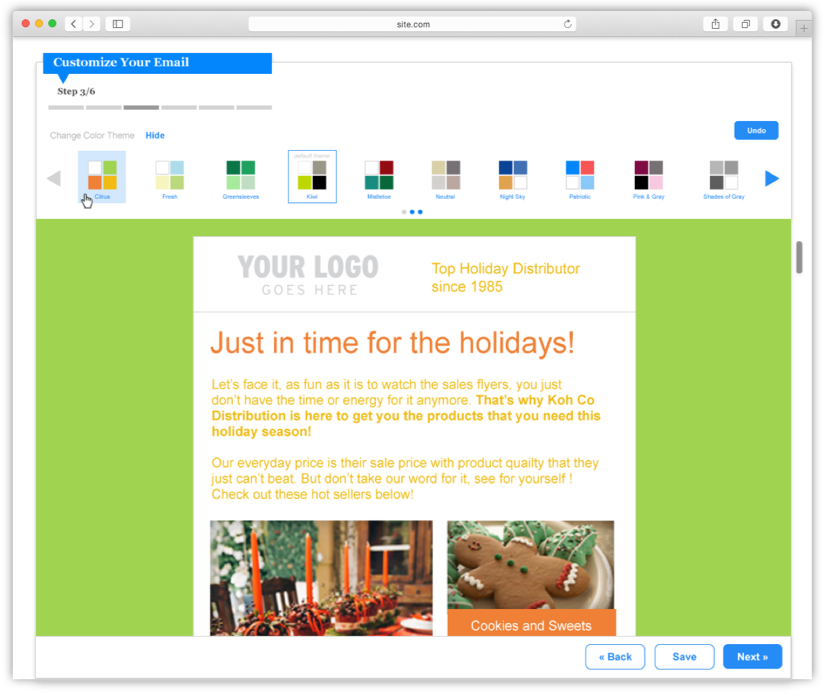 site.com
Customize Your Email
Step 3/6
Change Color Theme Hide
Undo
default theme
Citrus Fresh Greensleeves Kiwi Mistletoe Neutral Night Sky Patriotic Pink & Gray Shades of Gray
YOUR LOGO
GOES HERE
Top Holiday Distributor
since 1985
Just in time for the holidays!
Let's face it, as fun as it is to watch the sales flyers, you just
don't have the time or energy for it anymore. That's why Koh Co
Distribution is here to get you the products that you need this
holiday season!
Our everyday price is their sale price with product quailty that they
just can't beat. But don't take our word for it, see for yourself !
Check out these hot sellers below!
Cookies and Sweets
« Back Save Next »